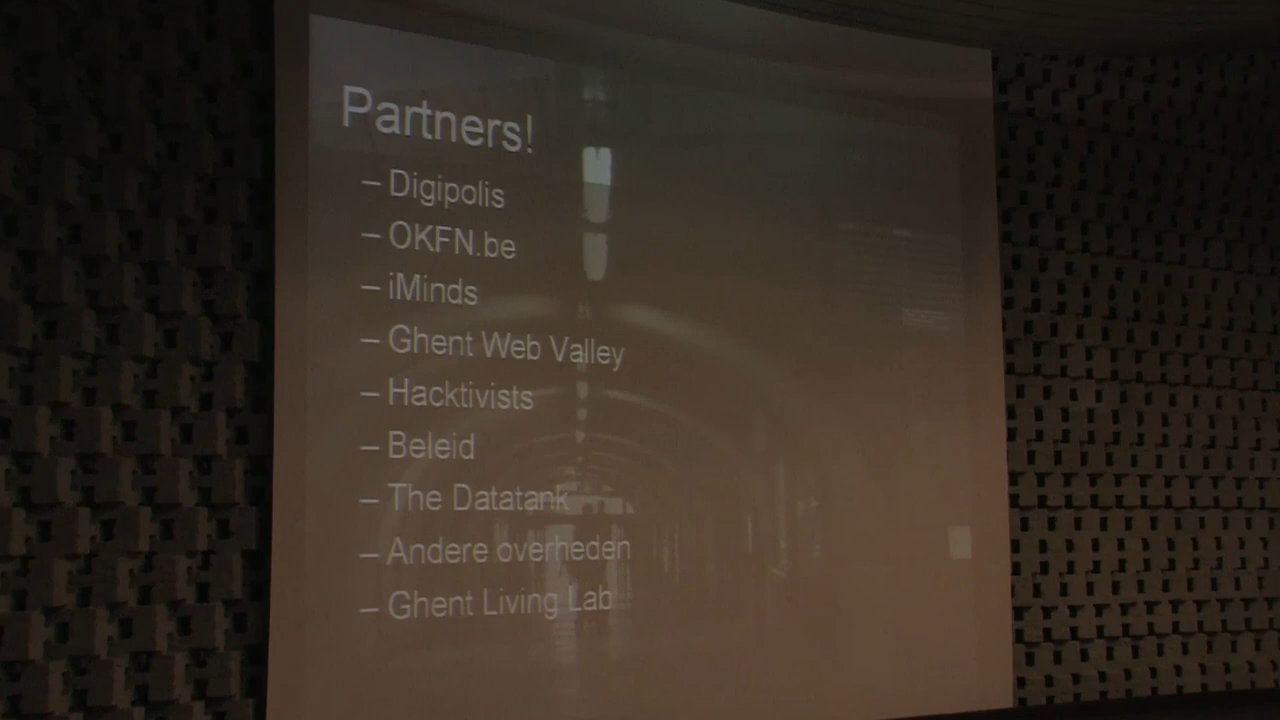 Partners!
– Digipolis
– OKFN.be
– iMinds
– Ghent Web Valley
– Hacktivists
– Beleid
– The Datatank
– Andere overheden
– Ghent Living Lab